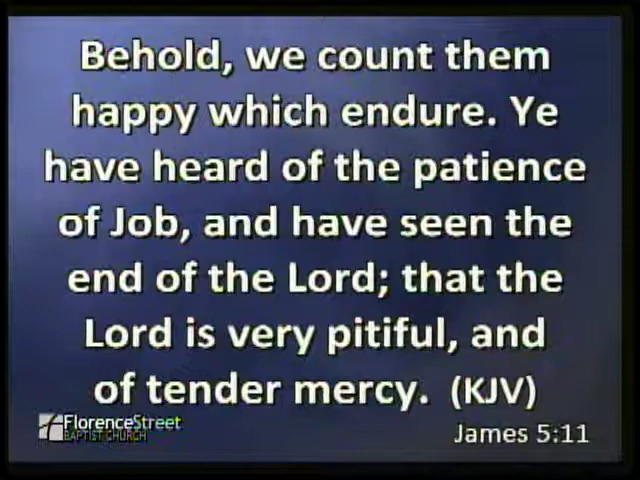 Behold, we count them
happy which endure. Ye
have heard of the patience
of Job, and have seen the
end of the Lord; that the
Lord is very pitiful, and
of tender mercy. (KJV)
FlorenceStreet
BAPTIST CHURCH
James 5:11